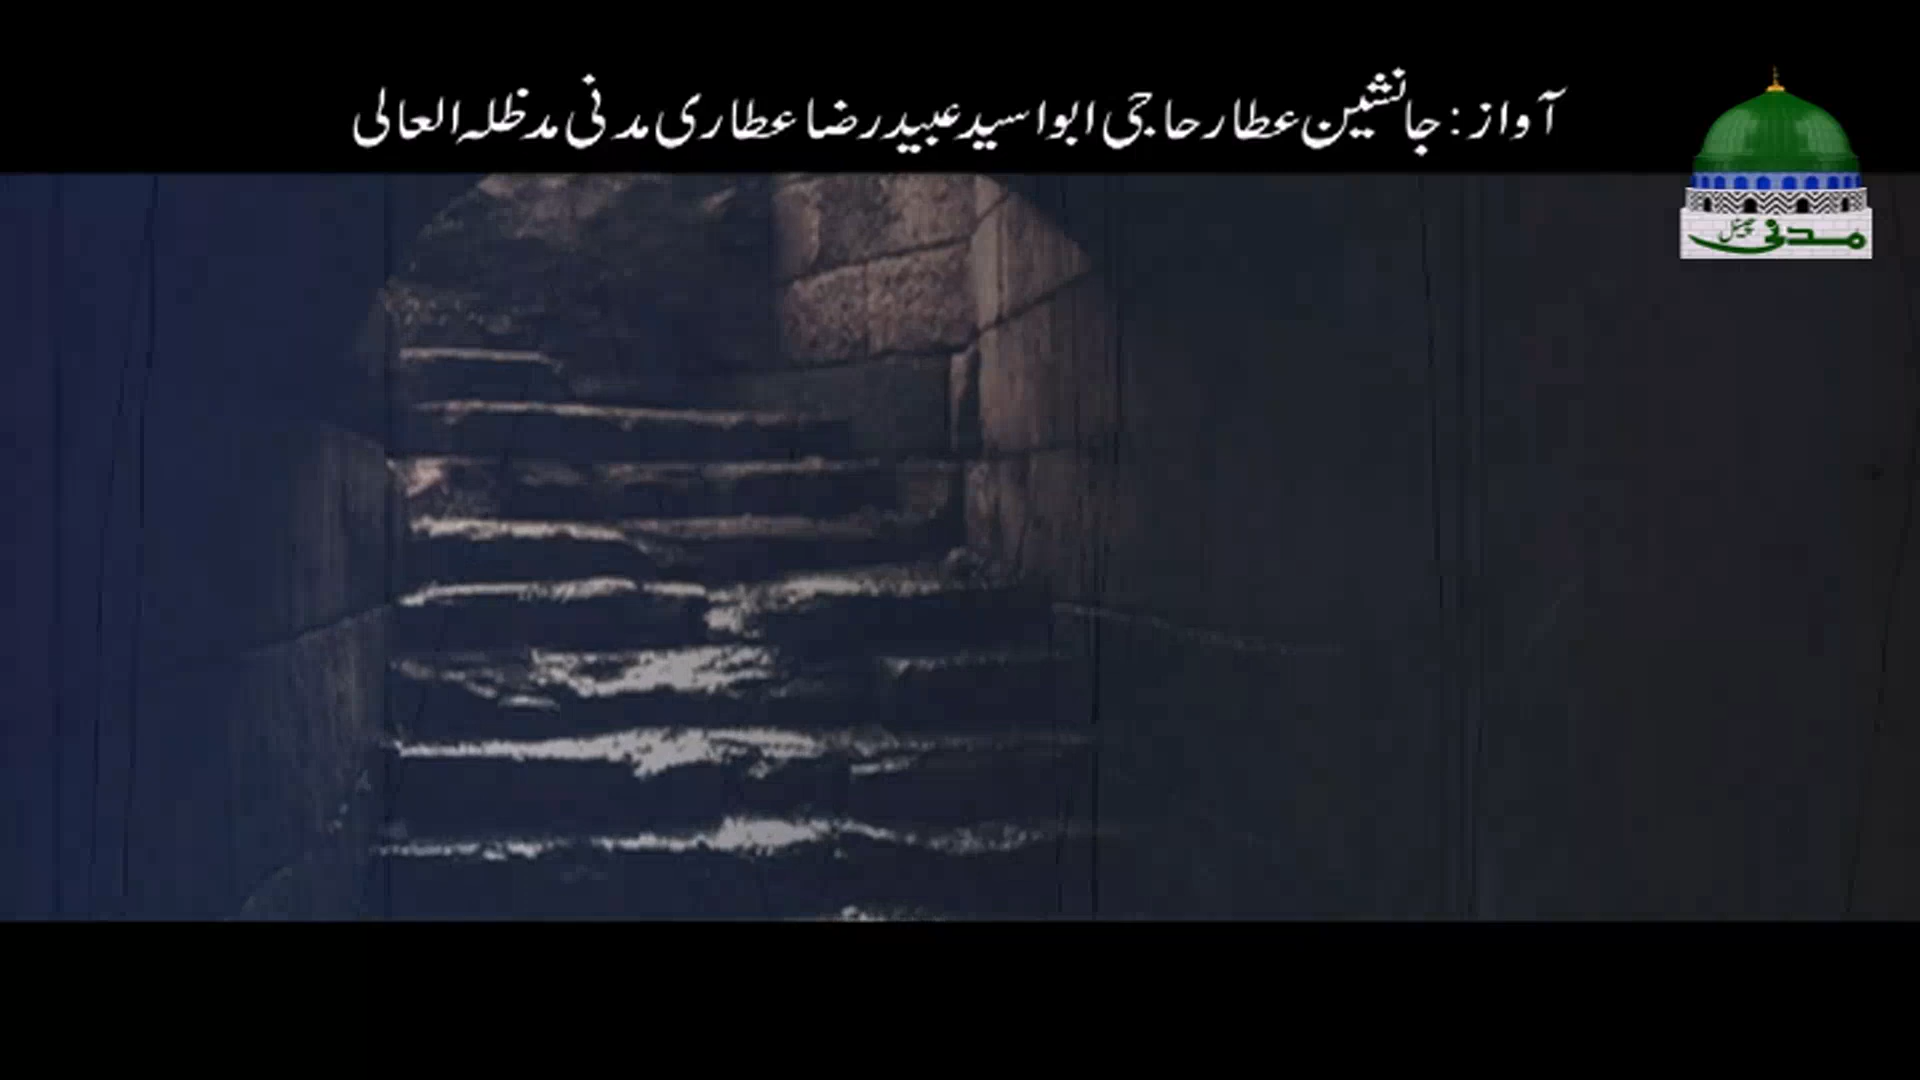 آواز: جانشین عطار حاجی ابو اسید عبید رضا عطاری مدنی مدظلہ العالی
مدنی چینل